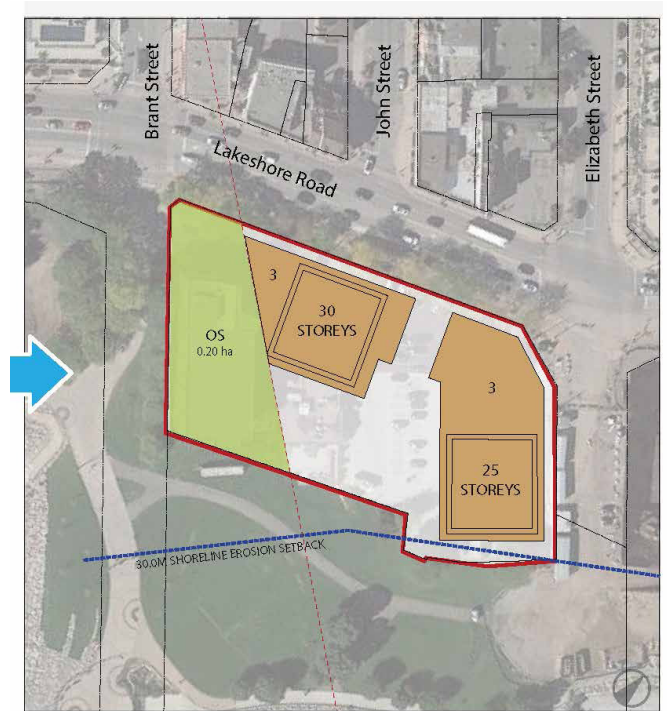 Brant Street
John Street
Elizabeth Street
Lakeshore Road
3
30
STOREYS
OS
0.20 ha
3
25
STOREYS
30.0M SHORELINE EROSION SETBACK